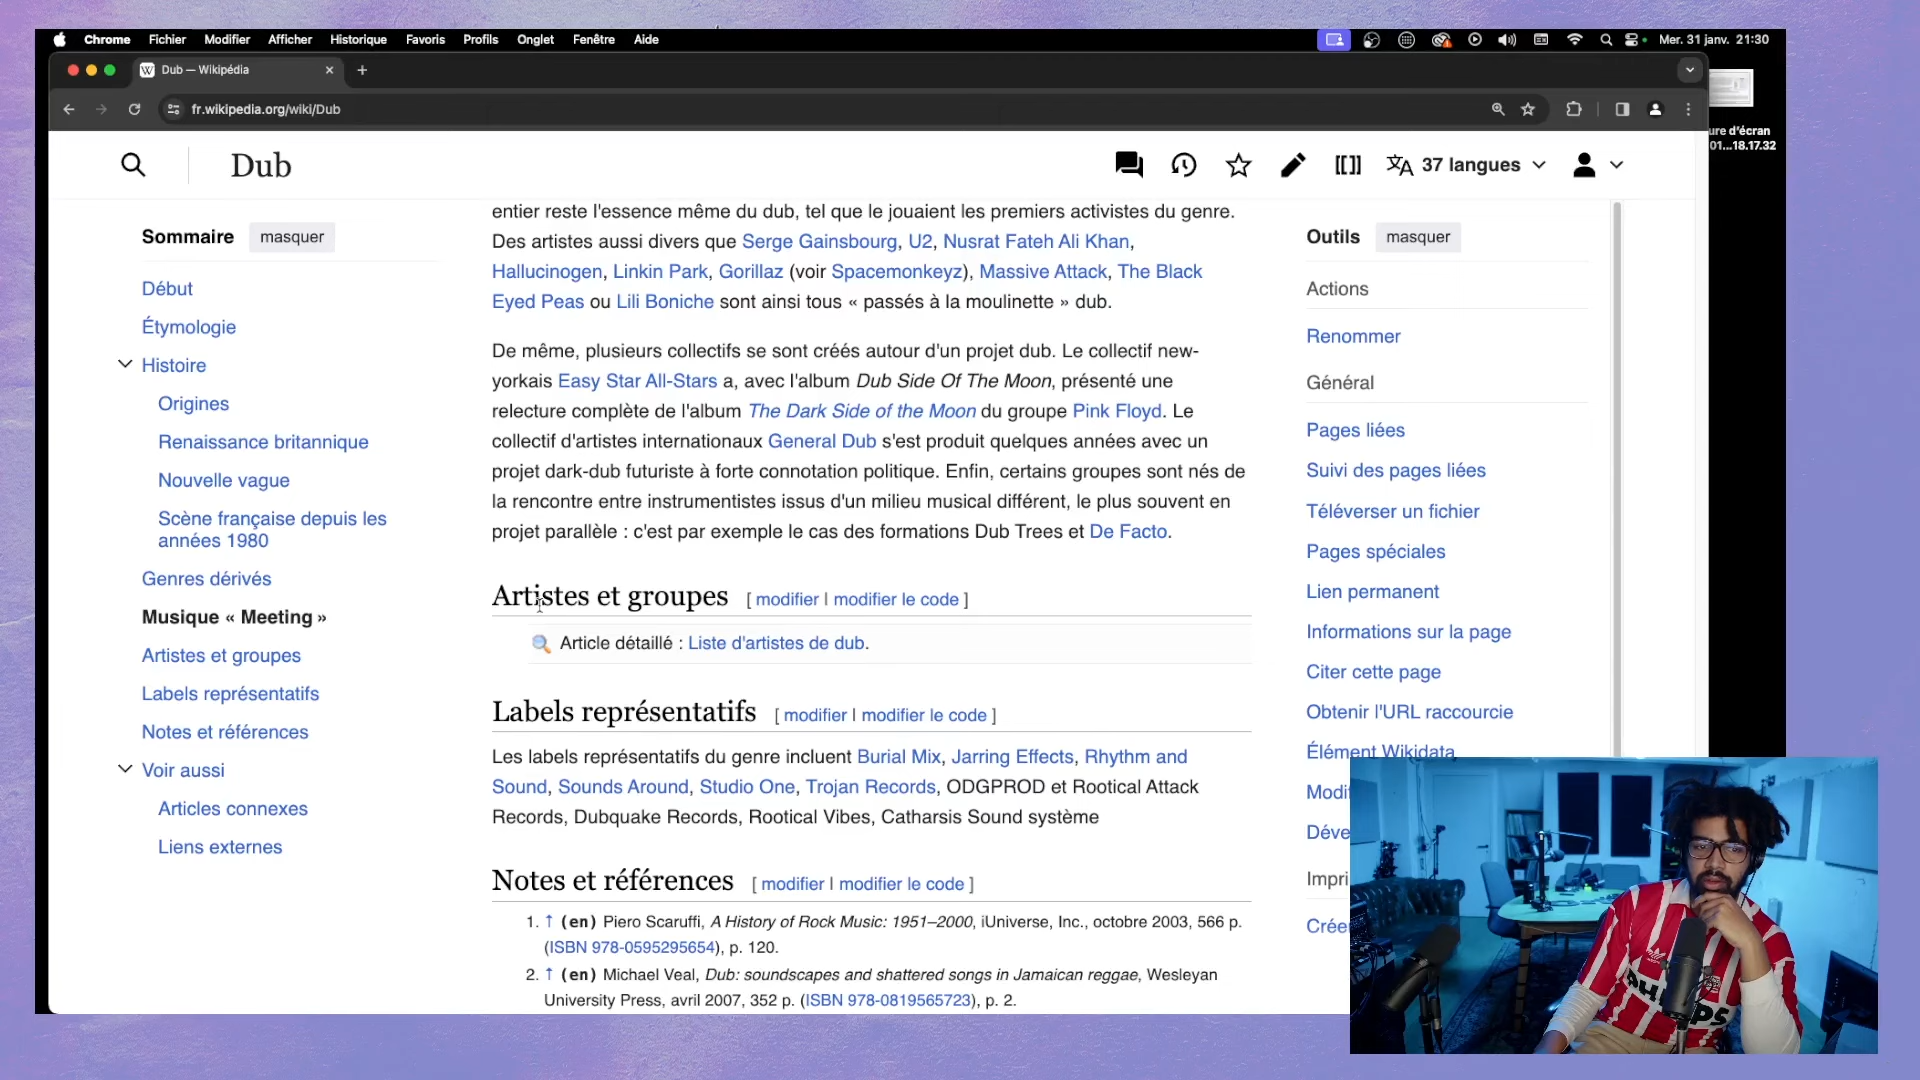 Chrome Fichier Modifier Afficher Historique Favoris Profils Onglet Fenêtre Aide
Mer. 31 janv. 21:30
W Dub — Wikipédia
fr.wikipedia.org/wiki/Dub
ure d'écran
01...18.17.32
Dub
37 langues
Sommaire masquer
Début
Étymologie
Histoire
Origines
Renaissance britannique
Nouvelle vague
Scène française depuis les
années 1980
Genres dérivés
Musique « Meeting »
Artistes et groupes
Labels représentatifs
Notes et références
Voir aussi
Articles connexes
Liens externes
entier reste l'essence même du dub, tel que le jouaient les premiers activistes du genre.
Des artistes aussi divers que Serge Gainsbourg, U2, Nusrat Fateh Ali Khan,
Hallucinogen, Linkin Park, Gorillaz (voir Spacemonkeyz), Massive Attack, The Black
Eyed Peas ou Lili Boniche sont ainsi tous « passés à la moulinette » dub.
De même, plusieurs collectifs se sont créés autour d'un projet dub. Le collectif new-
yorkais Easy Star All-Stars a, avec l'album Dub Side Of The Moon, présenté une
relecture complète de l'album The Dark Side of the Moon du groupe Pink Floyd. Le
collectif d'artistes internationaux General Dub s'est produit quelques années avec un
projet dark-dub futuriste à forte connotation politique. Enfin, certains groupes sont nés de
la rencontre entre instrumentistes issus d'un milieu musical différent, le plus souvent en
projet parallèle : c'est par exemple le cas des formations Dub Trees et De Facto.
Artistes et groupes [ modifier | modifier le code ]
Article détaillé : Liste d'artistes de dub.
Labels représentatifs [ modifier | modifier le code ]
Les labels représentatifs du genre incluent Burial Mix, Jarring Effects, Rhythm and
Sound, Sounds Around, Studio One, Trojan Records, ODGPROD et Rootical Attack
Records, Dubquake Records, Rootical Vibes, Catharsis Sound système
Notes et références [ modifier | modifier le code ]
1. ↑ (en) Piero Scaruffi, A History of Rock Music: 1951–2000, iUniverse, Inc., octobre 2003, 566 p.
(ISBN 978-0595295654), p. 120.
2. ↑ (en) Michael Veal, Dub: soundscapes and shattered songs in Jamaican reggae, Wesleyan
University Press, avril 2007, 352 p. (ISBN 978-0819565723), p. 2.
Outils masquer
Actions
Renommer
Général
Pages liées
Suivi des pages liées
Téléverser un fichier
Pages spéciales
Lien permanent
Informations sur la page
Citer cette page
Obtenir l'URL raccourcie
Élément Wikidata
Modi
Déve
Impri
Crée